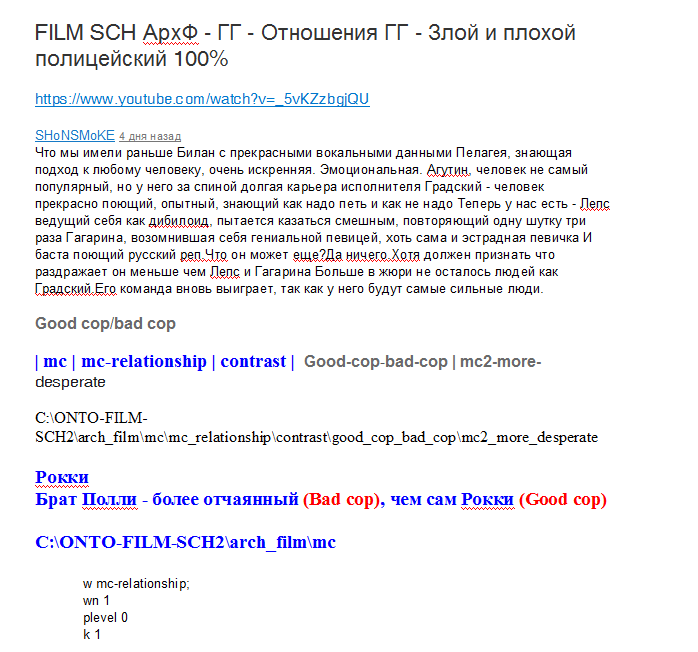 FILM SCH АрхФ - ГГ - Отношения ГГ - Злой и плохой
полицейский 100%
https://www.youtube.com/watch?v=_5vKZzbgjQU
SHoNSMoKE 4 дня назад
Что мы имели раньше Билан с прекрасными вокальными данными Пелагея, знающая
подход к любому человеку, очень искренняя. Эмоциональная. Агутин, человек не самый
популярный, но у него за спиной долгая карьера исполнителя Градский - человек
прекрасно поющий, опытный, знающий как надо петь и как не надо Теперь у нас есть - Лепс
ведущий себя как дибилоид, пытается казаться смешным, повторяющий одну шутку три
раза Гагарина, возомнившая себя гениальной певицей, хоть сама и эстрадная певичка И
баста поющий русский реп.Что он может еще?Да ничего.Хотя должен признать что
раздражает он меньше чем Лепс и Гагарина Больше в жюри не осталось людей как
Градский.Его команда вновь выиграет, так как у него будут самые сильные люди.
Good cop/bad cop
| mc | mc-relationship | contrast | Good-cop-bad-cop | mc2-more-
desperate
C:\ONTO-FILM-
SCH2\arch_film\mc\mc_relationship\contrast\good_cop_bad_cop\mc2_more_desperate
Рокки
Брат Полли - более отчаянный (Bad cop), чем сам Рокки (Good cop)
C:\ONTO-FILM-SCH2\arch_film\mc
w mc-relationship;
wn 1
plevel 0
k 1